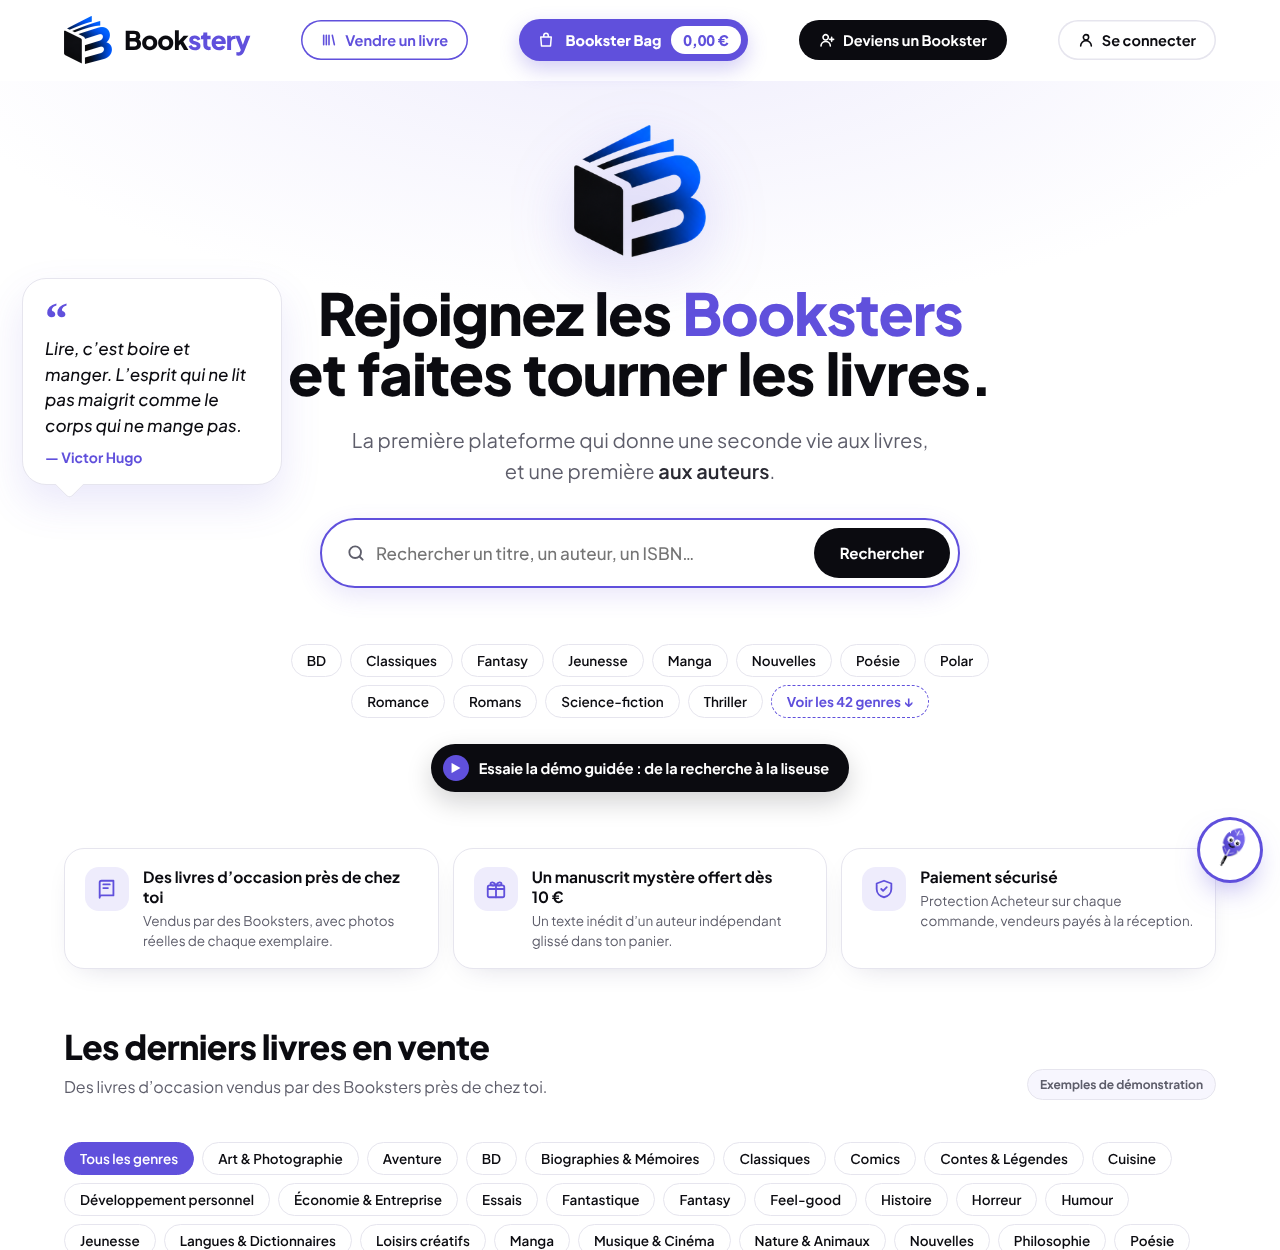 Bookstery
Vendre un livre
Bookster Bag 0,00 €
Deviens un Bookster
Se connecter
Rejoignez les Booksters
et faites tourner les livres.
“
Lire, c’est boire et
manger. L’esprit qui ne lit
pas maigrit comme le
corps qui ne mange pas.
— Victor Hugo
La première plateforme qui donne une seconde vie aux livres,
et une première aux auteurs.
Rechercher un titre, un auteur, un ISBN… Rechercher
BD Classiques Fantasy Jeunesse Manga Nouvelles Poésie Polar
Romance Romans Science-fiction Thriller Voir les 42 genres ↓
Essaie la démo guidée : de la recherche à la liseuse
Des livres d’occasion près de chez
toi
Vendus par des Booksters, avec photos
réelles de chaque exemplaire.
Un manuscrit mystère offert dès
10 €
Un texte inédit d’un auteur indépendant
glissé dans ton panier.
Paiement sécurisé
Protection Acheteur sur chaque
commande, vendeurs payés à la réception.
Les derniers livres en vente
Des livres d’occasion vendus par des Booksters près de chez toi.
Exemples de démonstration
Tous les genres Art & Photographie Aventure BD Biographies & Mémoires Classiques Comics Contes & Légendes Cuisine
Développement personnel Économie & Entreprise Essais Fantastique Fantasy Feel-good Histoire Horreur Humour
Jeunesse Langues & Dictionnaires Loisirs créatifs Manga Musique & Cinéma Nature & Animaux Nouvelles Philosophie Poésie